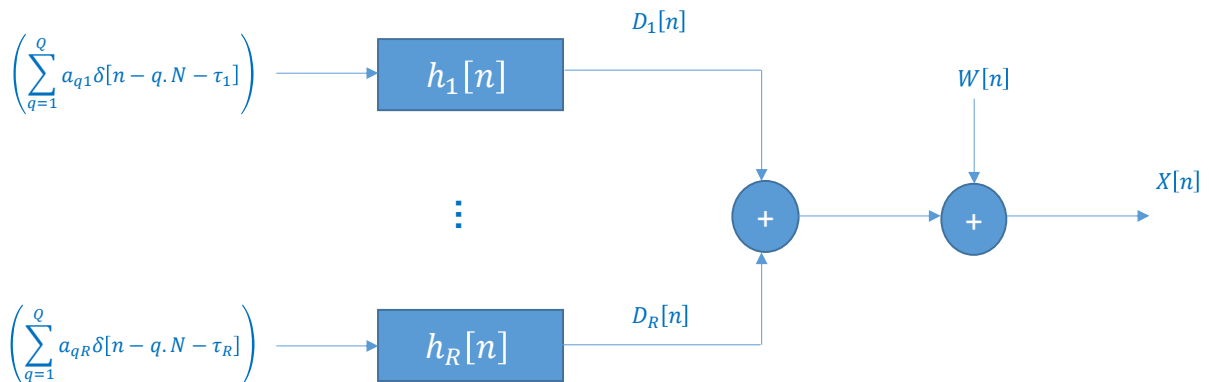 (∑_{q=1}^{Q} a_{q1}δ[n − q.N − τ_1])
h_1[n]
D_1[n]
W[n]
+
+
X[n]
⋮
(∑_{q=1}^{Q} a_{qR}δ[n − q.N − τ_R])
h_R[n]
D_R[n]